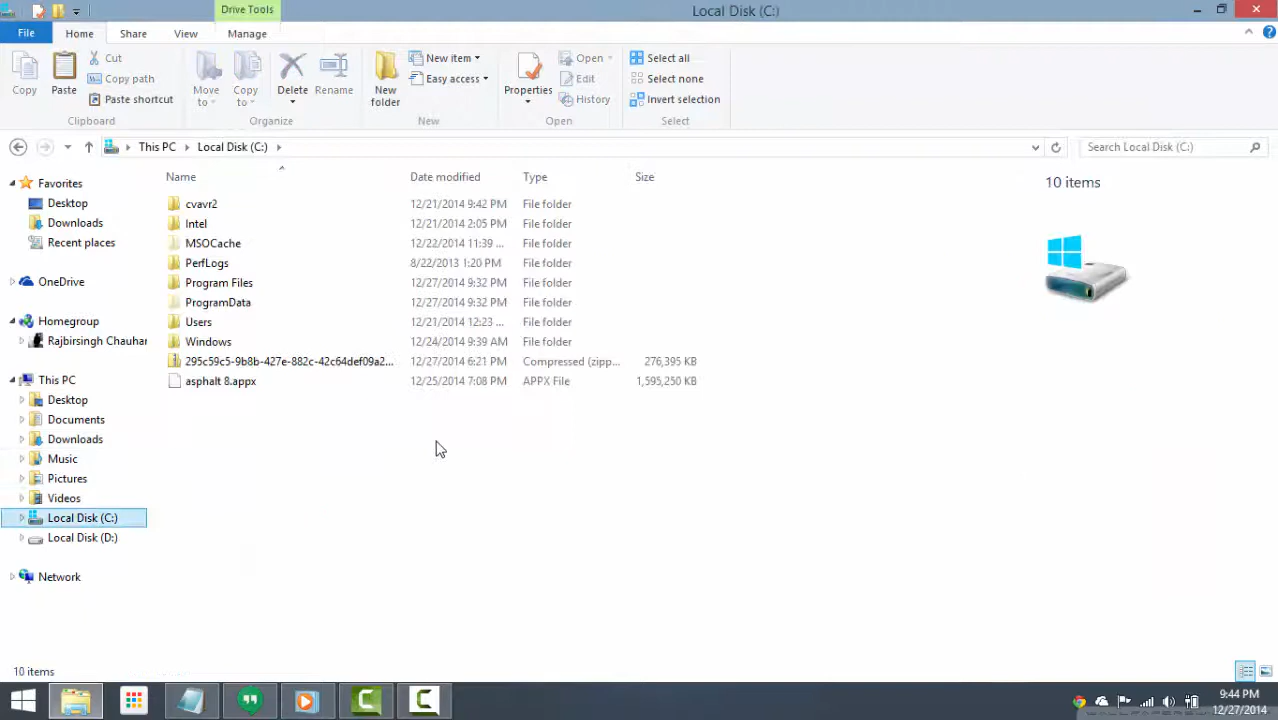 Drive Tools
Local Disk (C:)
File Home Share View Manage
Copy
Paste
Cut
Copy path
Paste shortcut
Clipboard
Move to
Copy to
Delete
Rename
Organize
New folder
New item
Easy access
New
Properties
Open
Edit
History
Open
Select all
Select none
Invert selection
Select
This PC Local Disk (C:)
Search Local Disk (C:)
Favorites
Desktop
Downloads
Recent places
OneDrive
Homegroup
Rajbirsingh Chauhar
This PC
Desktop
Documents
Downloads
Music
Pictures
Videos
Local Disk (C:)
Local Disk (D:)
Network
Name Date modified Type Size
cvavr2 12/21/2014 9:42 PM File folder
Intel 12/21/2014 2:05 PM File folder
MSOCache 12/22/2014 11:39 ... File folder
PerfLogs 8/22/2013 1:20 PM File folder
Program Files 12/27/2014 9:32 PM File folder
ProgramData 12/27/2014 9:32 PM File folder
Users 12/21/2014 12:23 ... File folder
Windows 12/24/2014 9:39 AM File folder
295c59c5-9b8b-427e-882c-42c64def09a2... 12/27/2014 6:21 PM Compressed (zipp... 276,395 KB
asphalt 8.appx 12/25/2014 7:08 PM APPX File 1,595,250 KB
10 items
10 items
9:44 PM
12/27/2014